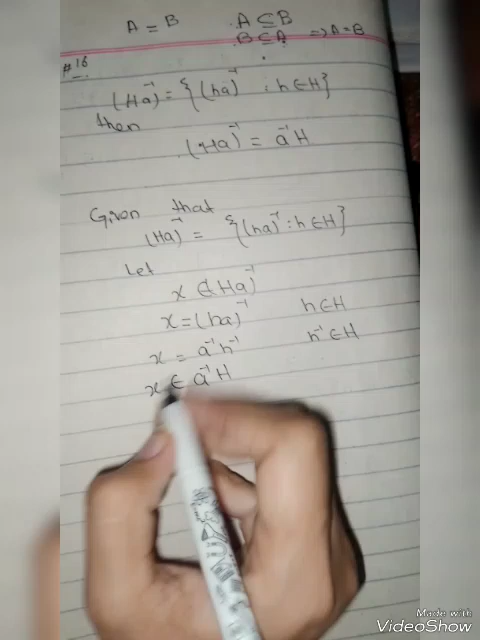 A = B A ⊆ B
B ⊆ A ⇒ A = B
#16
(Ha)⁻¹ = {(ha)⁻¹ : h ∈ H}
then
(Ha)⁻¹ = a⁻¹H
Given that
(Ha)⁻¹ = {(ha)⁻¹ : h ∈ H}
Let
x ∈ (Ha)⁻¹
x = (ha)⁻¹ h ∈ H
x = a⁻¹h⁻¹ h⁻¹ ∈ H
x ∈ a⁻¹H
Made with
VideoShow